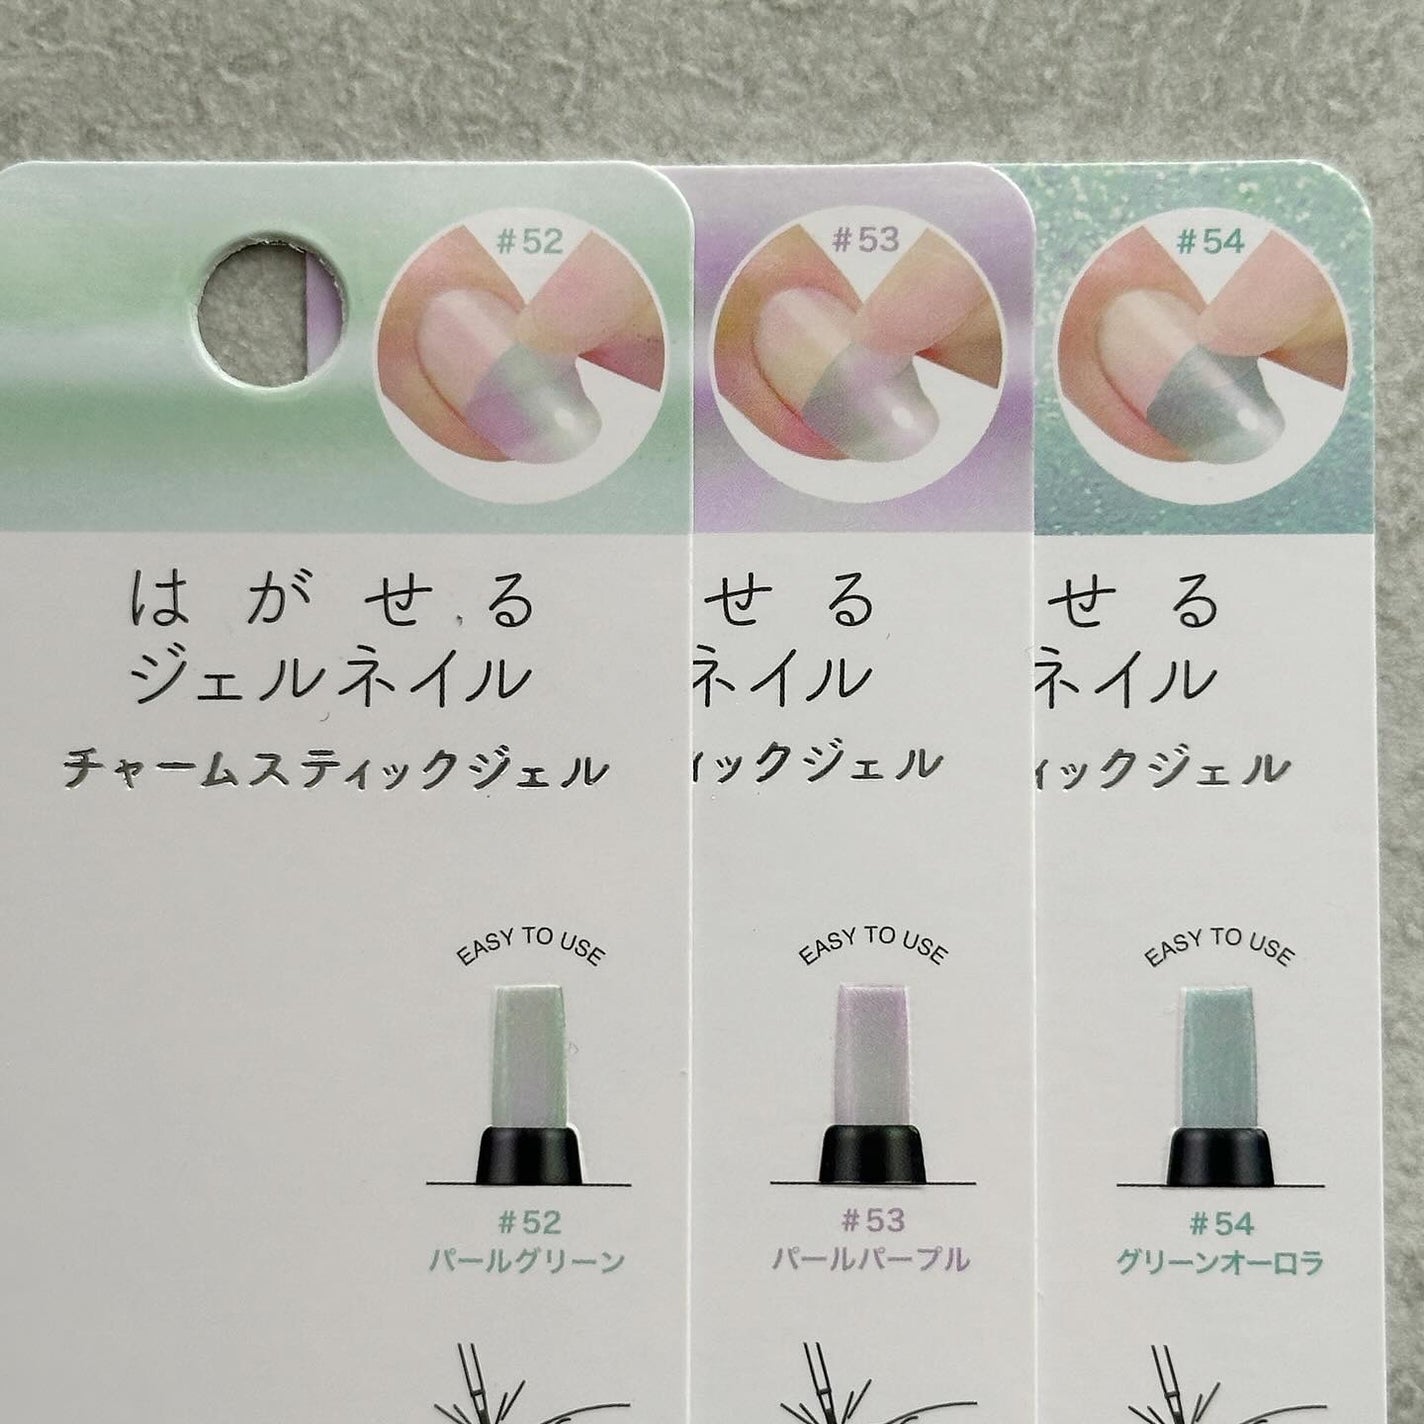 #52
はがせる
ジェルネイル
チャームスティックジェル
EASY TO USE
#52
パールグリーン
#53
せる
ネイル
ィックジェル
EASY TO USE
#53
パールパープル
#54
せる
ネイル
ィックジェル
EASY TO USE
#54
グリーンオーロラ